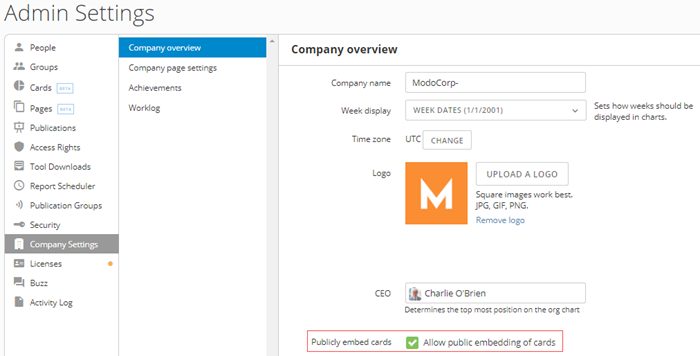 Admin Settings
People
Groups
Cards BETA
Pages BETA
Publications
Access Rights
Tool Downloads
Report Scheduler
Publication Groups
Security
Company Settings
Licenses
Buzz
Activity Log
Company overview
Company page settings
Achievements
Worklog
Company overview
Company name ModoCorp-
Week display WEEK DATES (1/1/2001) Sets how weeks should be
displayed in charts.
Time zone UTC CHANGE
Logo M UPLOAD A LOGO
Square images work best.
JPG, GIF, PNG.
Remove logo
CEO Charlie O'Brien
Determines the top most position on the org chart
Publicly embed cards Allow public embedding of cards